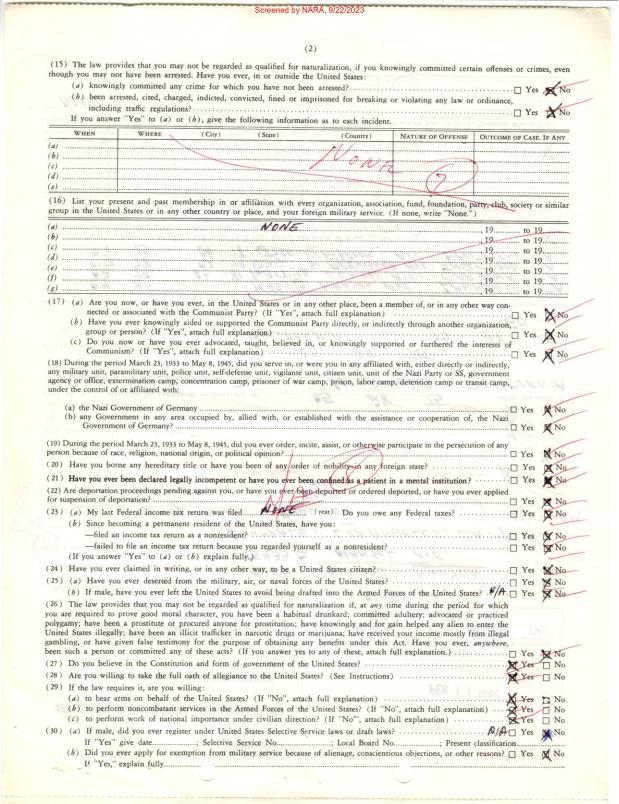 Screened by NARA, 9/22/2023
(2)
(15) The law provides that you may not be regarded as qualified for naturalization, if you knowingly committed certain offenses or crimes, even
though you may not have been arrested. Have you ever, in or outside the United States:
(a) knowingly committed any crime for which you have not been arrested? ☐ Yes ☒ No
(b) been arrested, cited, charged, indicted, convicted, fined or imprisoned for breaking or violating any law or ordinance,
including traffic regulations? ☐ Yes ☒ No
If you answer "Yes" to (a) or (b), give the following information as to each incident.
WHEN WHERE (City) (State) (Country) NATURE OF OFFENSE OUTCOME OF CASE, IF ANY
(a)
(b) None
(c)
(d) 7
(e)
(16) List your present and past membership in or affiliation with every organization, association, fund, foundation, party, club, society or similar
group in the United States or in any other country or place, and your foreign military service. (If none, write "None.")
(a) NONE , 19 to 19
(b) , 19 to 19
(c) , 19 to 19
(d) , 19 to 19
(e) , 19 to 19
(f) , 19 to 19
(g) , 19 to 19
(17) (a) Are you now, or have you ever, in the United States or in any other place, been a member of, or in any other way con-
nected or associated with the Communist Party? (If "Yes", attach full explanation) ☐ Yes ☒ No
(b) Have you ever knowingly aided or supported the Communist Party directly, or indirectly through another organization,
group or person? (If "Yes", attach full explanation) ☐ Yes ☒ No
(c) Do you now or have you ever advocated, taught, believed in, or knowingly supported or furthered the interests of
Communism? (If "Yes", attach full explanation) ☐ Yes ☒ No
(18) During the period March 23, 1933 to May 8, 1945, did you serve in, or were you in any affiliated with, either directly or indirectly,
any military unit, paramilitary unit, police unit, self-defense unit, vigilante unit, citizen unit, unit of the Nazi Party or SS, government
agency or office, extermination camp, concentration camp, prisoner of war camp, prison, labor camp, detention camp or transit camp,
under the control of or affiliated with:
(a) the Nazi Government of Germany ☐ Yes ☒ No
(b) any Government in any area occupied by, allied with, or established with the assistance or cooperation of, the Nazi
Government of Germany? ☐ Yes ☒ No
(19) During the period March 23, 1933 to May 8, 1945, did you ever order, incite, assist, or otherwise participate in the persecution of any
person because of race, religion, national origin, or political opinion? ☐ Yes ☒ No
(20) Have you borne any hereditary title or have you been of any order of nobility in any foreign state? ☐ Yes ☒ No
(21) Have you ever been declared legally incompetent or have you ever been confined as a patient in a mental institution? ☐ Yes ☒ No
(22) Are deportation proceedings pending against you, or have you ever been deported or ordered deported, or have you ever applied
for suspension of deportation? ☐ Yes ☒ No
(23) (a) My last Federal income tax return was filed NONE (year) Do you owe any Federal taxes? ☐ Yes ☒ No
(b) Since becoming a permanent resident of the United States, have you:
—filed an income tax return as a nonresident? ☐ Yes ☒ No
—failed to file an income tax return because you regarded yourself as a nonresident? ☐ Yes ☒ No
(If you answer "Yes" to (a) or (b) explain fully.)
(24) Have you ever claimed in writing, or in any other way, to be a United States citizen? ☐ Yes ☒ No
(25) (a) Have you ever deserted from the military, air, or naval forces of the United States? ☐ Yes ☒ No
(b) If male, have you ever left the United States to avoid being drafted into the Armed Forces of the United States? N/A ☐ Yes ☒ No
(26) The law provides that you may not be regarded as qualified for naturalization if, at any time during the period for which
you are required to prove good moral character, you have been a habitual drunkard; committed adultery; advocated or practiced
polygamy; have been a prostitute or procured anyone for prostitution; have knowingly and for gain helped any alien to enter the
United States illegally; have been an illicit trafficker in narcotic drugs or marijuana; have received your income mostly from illegal
gambling, or have given false testimony for the purpose of obtaining any benefits under this Act. Have you ever, anywhere,
been such a person or committed any of these acts? (If you answer yes to any of these, attach full explanation.) ☐ Yes ☒ No
(27) Do you believe in the Constitution and form of government of the United States? ☒ Yes ☐ No
(28) Are you willing to take the full oath of allegiance to the United States? (See Instructions) ☒ Yes ☐ No
(29) If the law requires it, are you willing:
(a) to bear arms on behalf of the United States? (If "No", attach full explanation) ☒ Yes ☐ No
(b) to perform noncombatant services in the Armed Forces of the United States? (If "No", attach full explanation) ☒ Yes ☐ No
(c) to perform work of national importance under civilian direction? (If "No", attach full explanation) ☒ Yes ☐ No
(30) (a) If male, did you ever register under United States Selective Service laws or draft laws? N/A ☐ Yes ☒ No
If "Yes" give date ; Selective Service No. ; Local Board No. ; Present classification
(b) Did you ever apply for exemption from military service because of alienage, conscientious objections, or other reasons? ☐ Yes ☒ No
If "Yes," explain fully